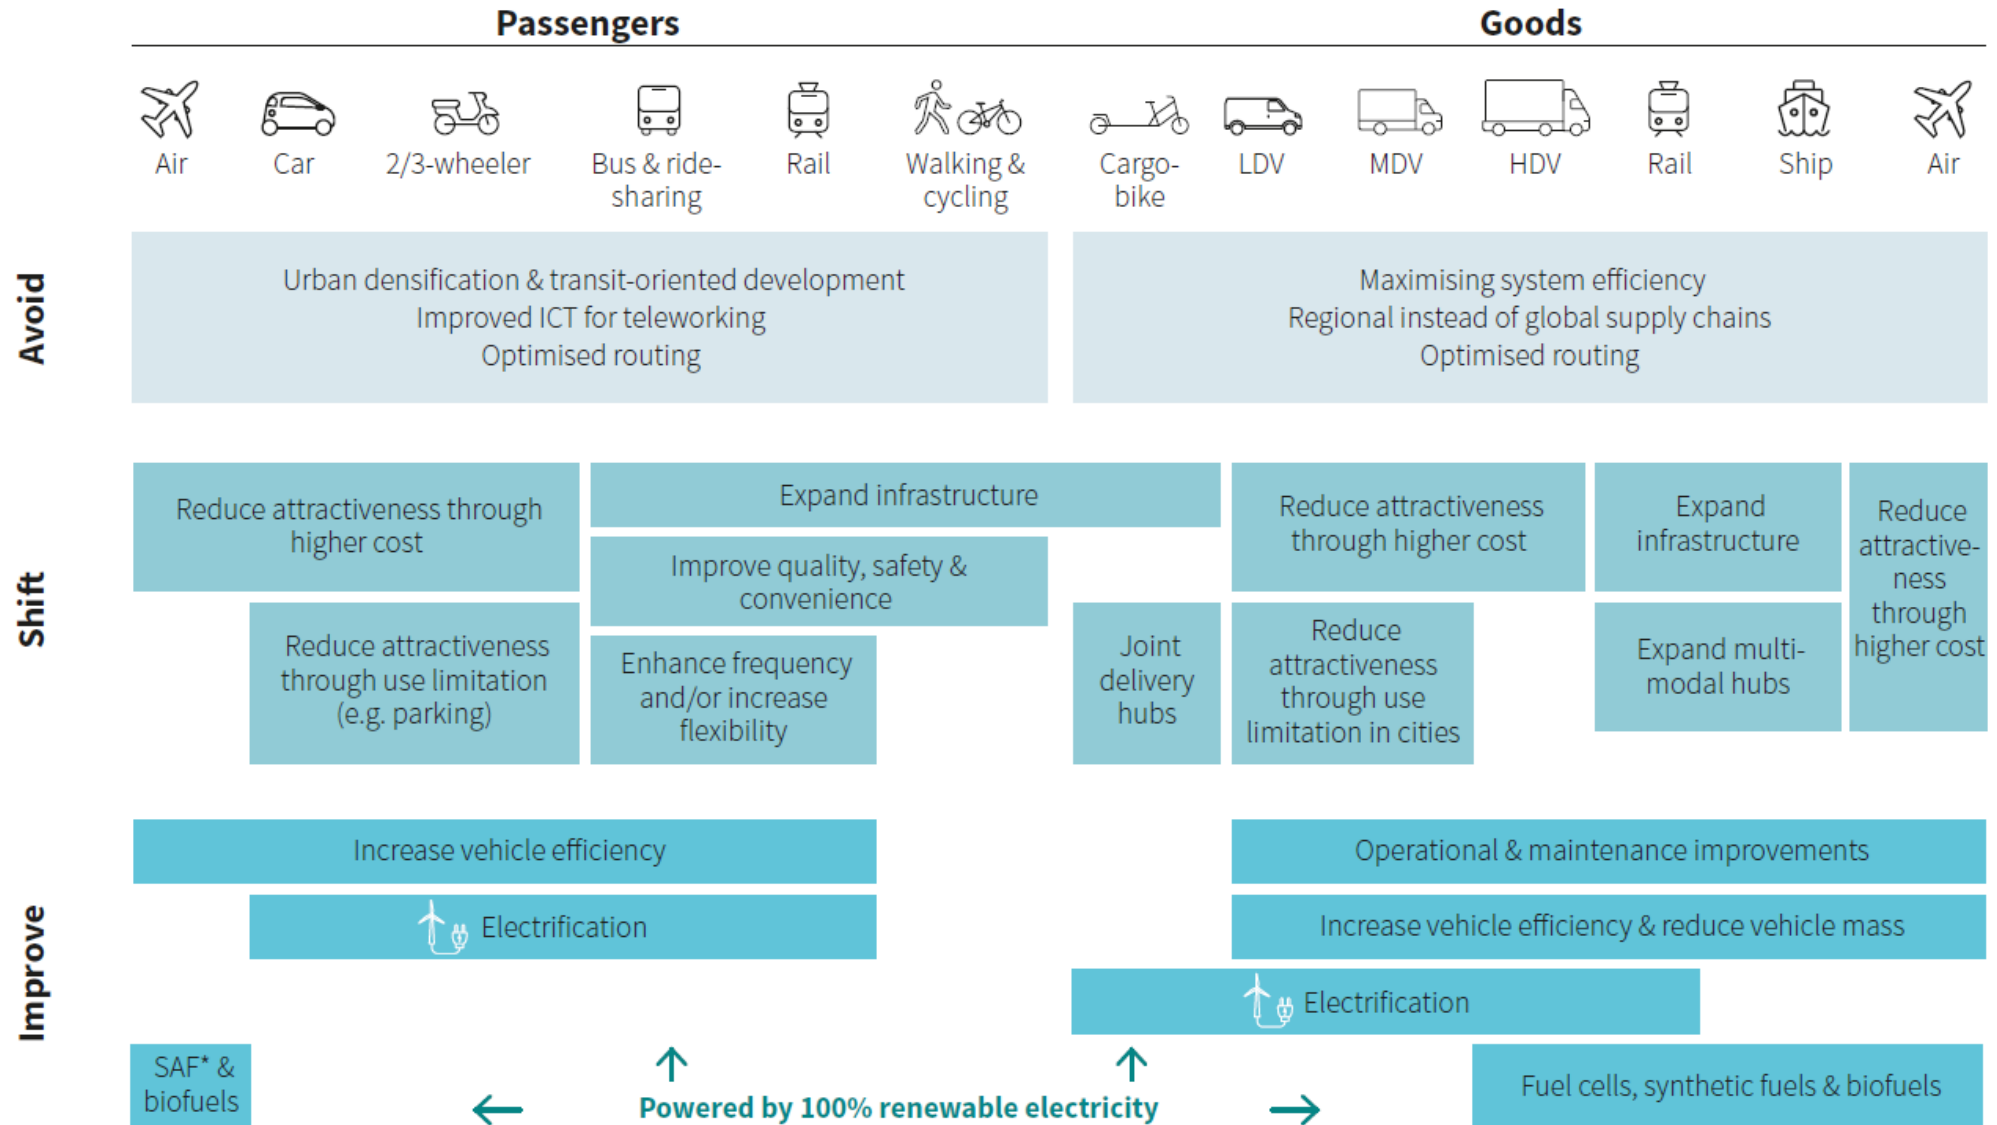 Passengers
Goods
Air
Car
2/3-wheeler
Bus & ride-
sharing
Rail
Walking &
cycling
Cargo-
bike
LDV
MDV
HDV
Rail
Ship
Air
Avoid
Urban densification & transit-oriented development
Improved ICT for teleworking
Optimised routing
Maximising system efficiency
Regional instead of global supply chains
Optimised routing
Shift
Reduce attractiveness through
higher cost
Reduce attractiveness
through use limitation
(e.g. parking)
Expand infrastructure
Improve quality, safety &
convenience
Enhance frequency
and/or increase
flexibility
Joint
delivery
hubs
Reduce attractiveness
through higher cost
Reduce
attractiveness
through use
limitation in cities
Expand
infrastructure
Expand multi-
modal hubs
Reduce
attractive-
ness
through
higher cost
Improve
Increase vehicle efficiency
Electrification
SAF* &
biofuels
Operational & maintenance improvements
Increase vehicle efficiency & reduce vehicle mass
Electrification
Fuel cells, synthetic fuels & biofuels
Powered by 100% renewable electricity